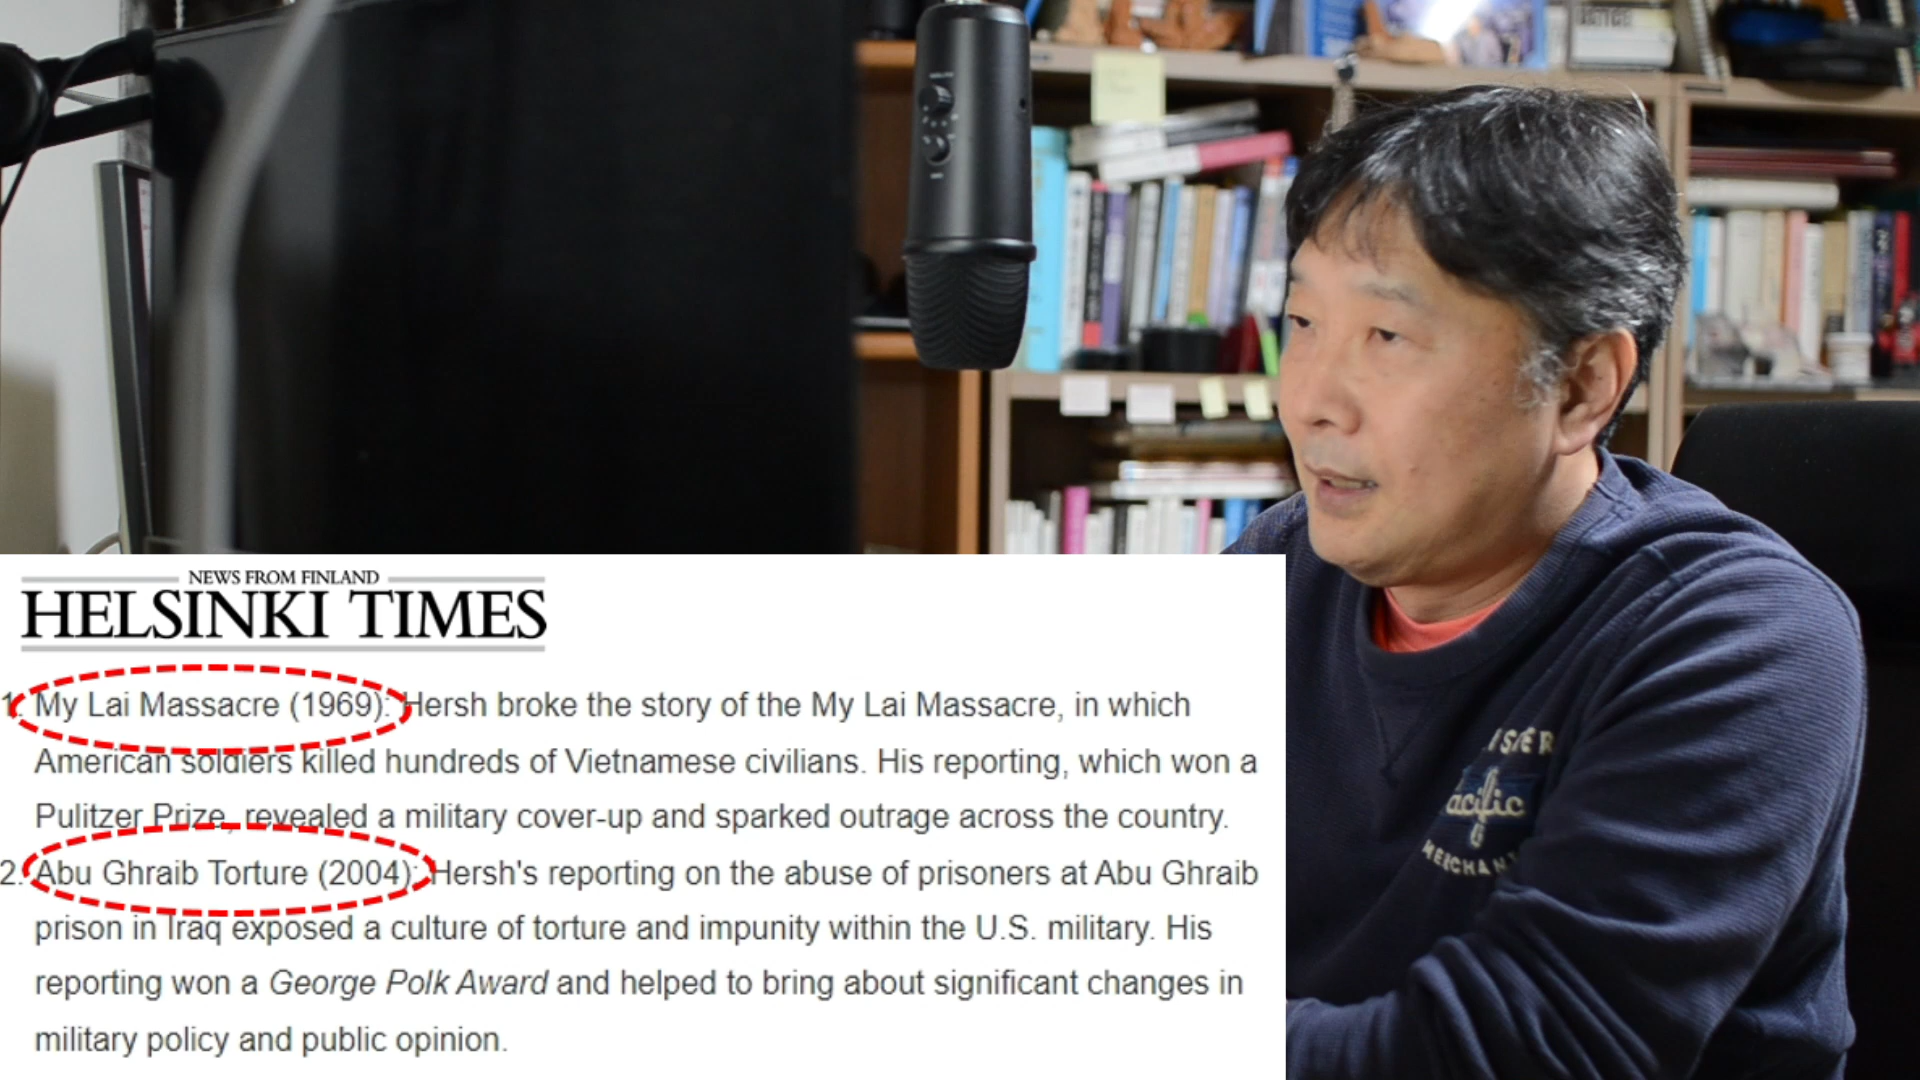 NEWS FROM FINLAND
HELSINKI TIMES
1. My Lai Massacre (1969): Hersh broke the story of the My Lai Massacre, in which
American soldiers killed hundreds of Vietnamese civilians. His reporting, which won a
Pulitzer Prize, revealed a military cover-up and sparked outrage across the country.
2. Abu Ghraib Torture (2004): Hersh's reporting on the abuse of prisoners at Abu Ghraib
prison in Iraq exposed a culture of torture and impunity within the U.S. military. His
reporting won a George Polk Award and helped to bring about significant changes in
military policy and public opinion.